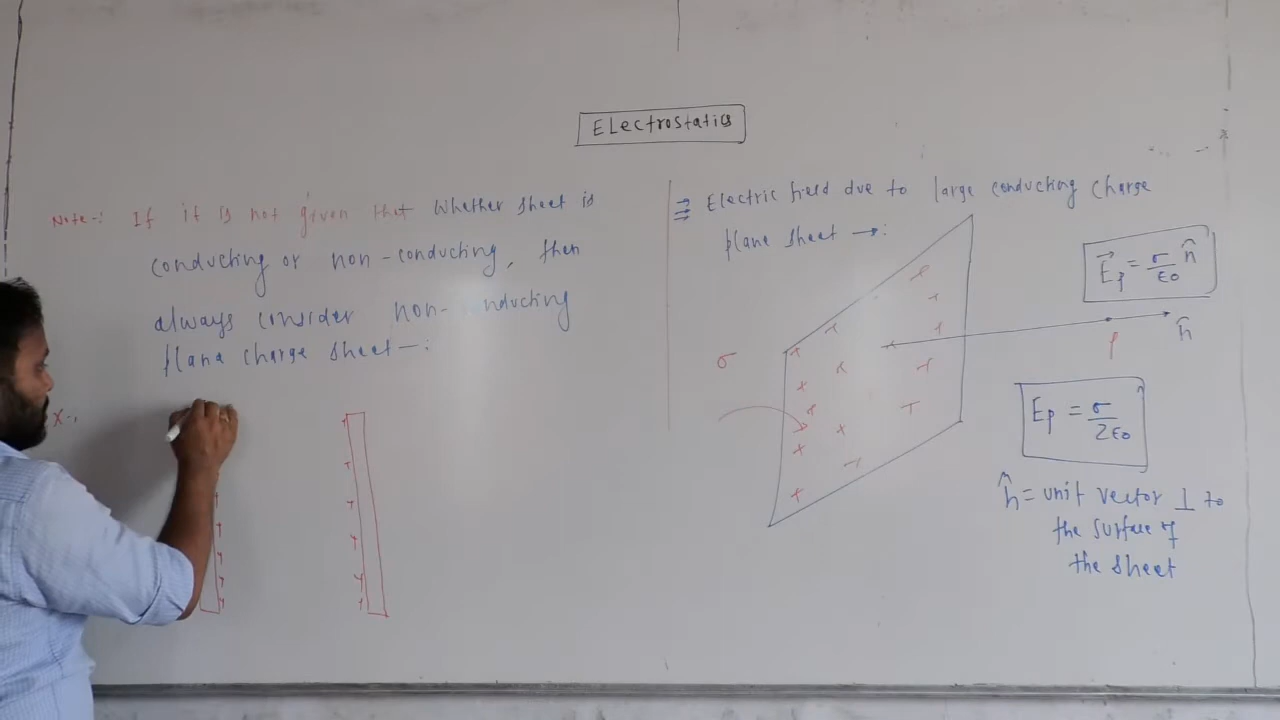 Electrostatics
Note-: If it is not given that whether sheet is
conducting or non-conducting, then
always consider non- nducting
plane charge sheet-:
X-:
⇒ Electric field due to large conducting charge
plane sheet →:
σ
E⃗p = σ/ε0 n̂
n̂
P
Ep = σ/2ε0
n̂ = unit vector ⊥ to
the surface of
the sheet